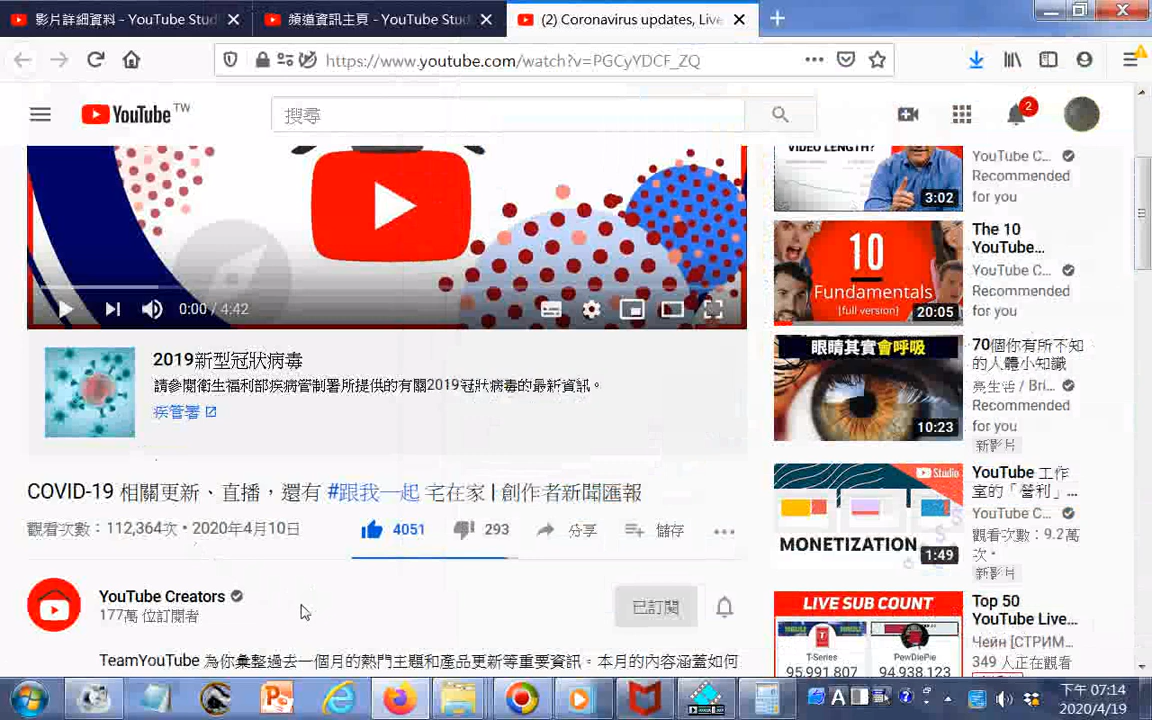 影片詳細資料 - YouTube Stud
頻道資訊主頁 - YouTube Stud
(2) Coronavirus updates, Live
https://www.youtube.com/watch?v=PGCyYDCF_ZQ
YouTube TW
搜尋
2
0:00 / 4:42
2019新型冠狀病毒
請參閱衛生福利部疾病管制署所提供的有關2019冠狀病毒的最新資訊。
疾管署
COVID-19 相關更新、直播，還有 #跟我一起 宅在家 | 創作者新聞匯報
觀看次數：112,364次 • 2020年4月10日
4051
293
分享
儲存
YouTube Creators
177萬 位訂閱者
已訂閱
TeamYouTube 為你彙整過去一個月的熱門主題和產品更新等重要資訊。本月的內容涵蓋如何
VIDEO LENGTH?
3:02
YouTube C...
Recommended
for you
10
Fundamentals
[full version]
20:05
The 10
YouTube...
YouTube C...
Recommended
for you
眼睛其實會呼吸
10:23
70個你有所不知
的人體小知識
亮生活 / Bri...
Recommended
for you
新影片
Studio
MONETIZATION
1:49
YouTube 工作
室的「營利」...
YouTube C...
觀看次數：9.2萬
次 •
新影片
LIVE SUB COUNT
T-Series
PewDiePie
95,991,807
94,938,123
Top 50
YouTube Live...
Чейн [СТРИМ...
349 人正在觀看
下午 07:14
2020/4/19